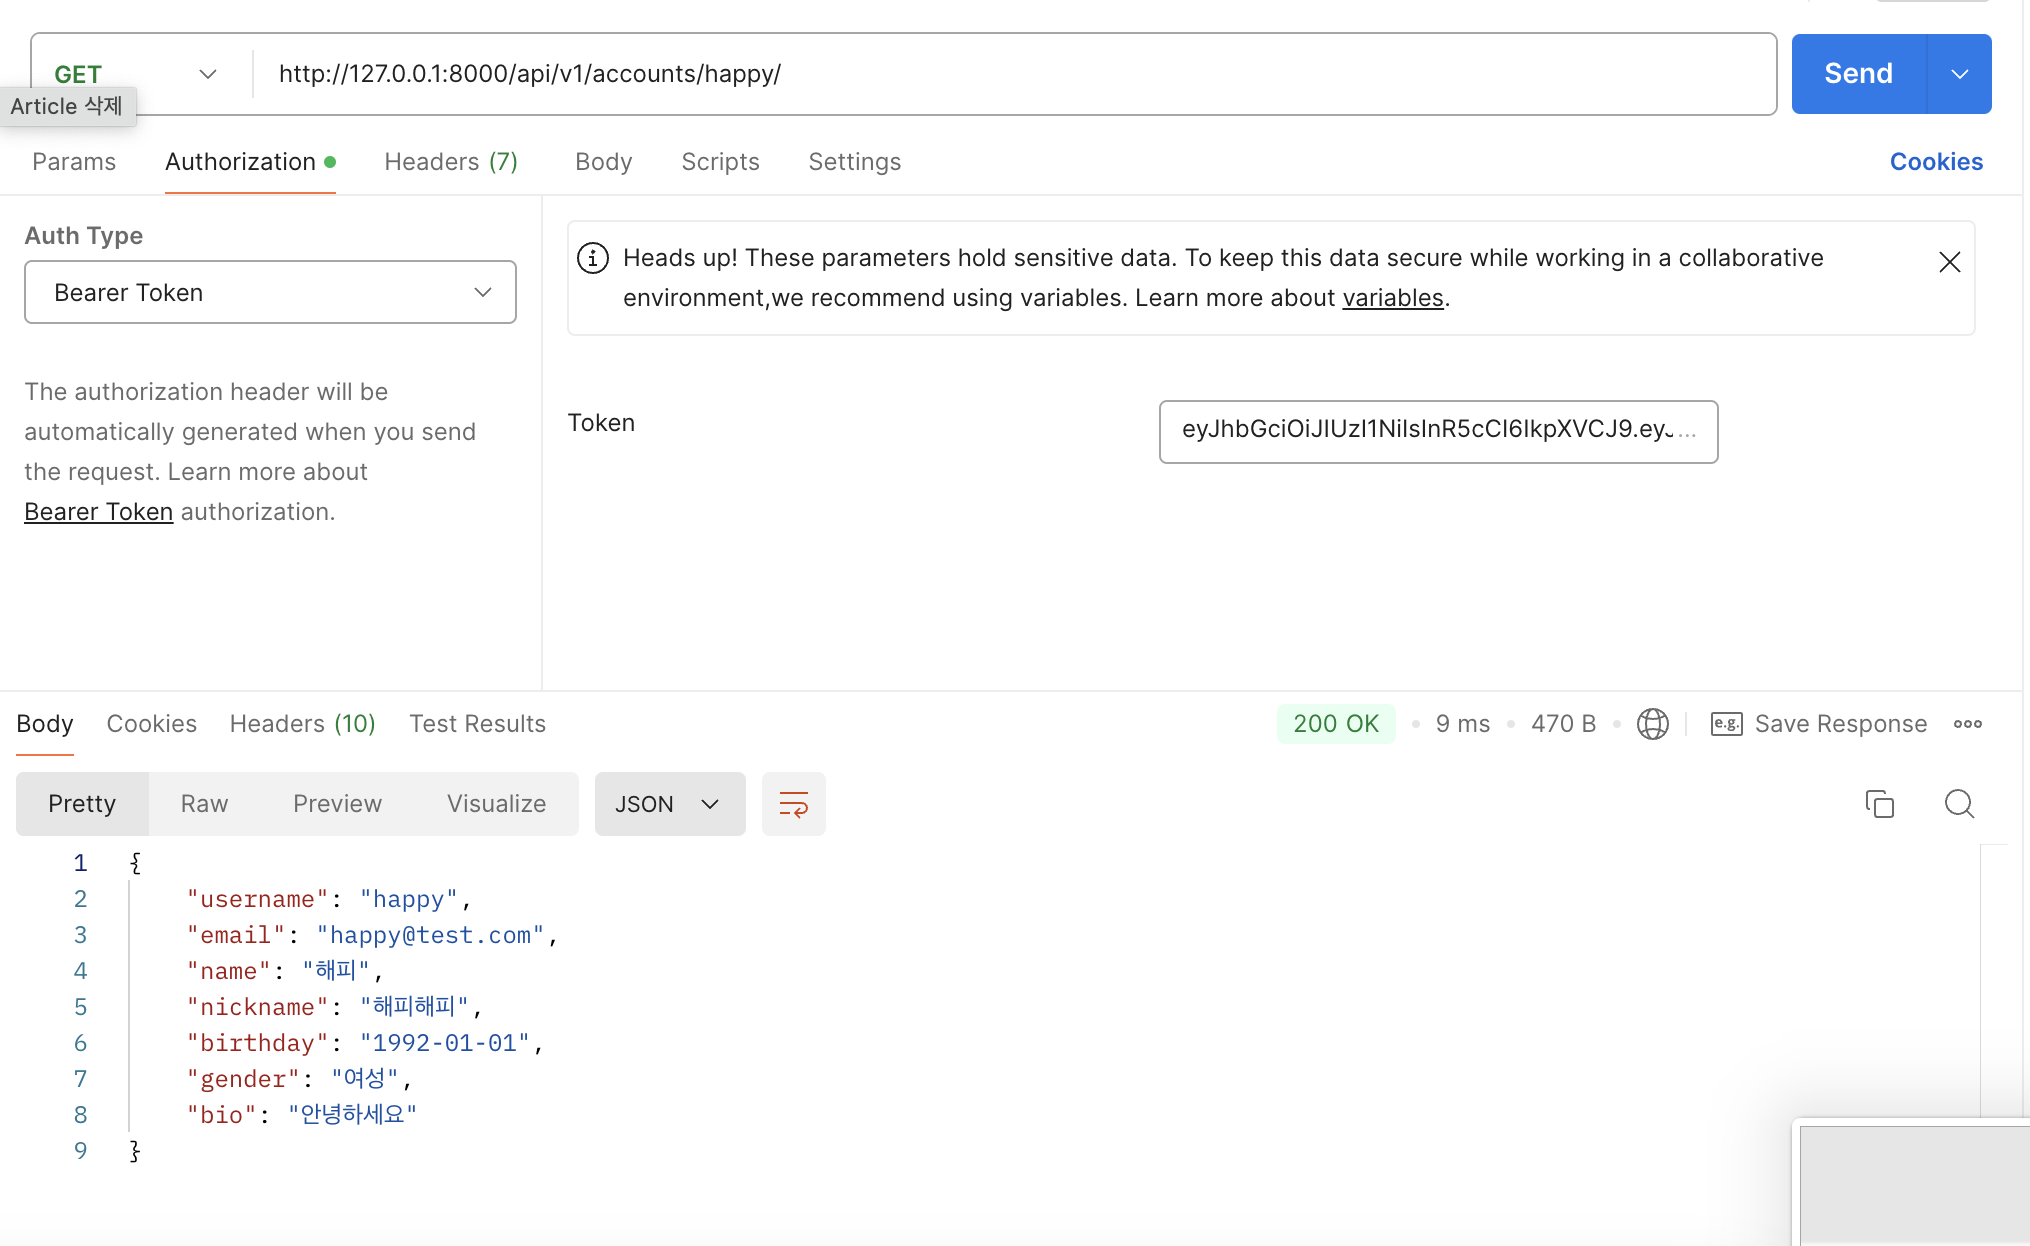 GET
http://127.0.0.1:8000/api/v1/accounts/happy/
Send
Article 삭제
Params
Authorization
Headers (7)
Body
Scripts
Settings
Cookies
Auth Type
Bearer Token
The authorization header will be
automatically generated when you send
the request. Learn more about
Bearer Token authorization.
Heads up! These parameters hold sensitive data. To keep this data secure while working in a collaborative
environment,we recommend using variables. Learn more about variables.
Token
eyJhbGciOiJIUzI1NiIsInR5cCI6IkpXVCJ9.eyJ...
Body
Cookies
Headers (10)
Test Results
200 OK
9 ms
470 B
e.g.
Save Response
Pretty
Raw
Preview
Visualize
JSON
1 {
2 "username": "happy",
3 "email": "happy@test.com",
4 "name": "해피",
5 "nickname": "해피해피",
6 "birthday": "1992-01-01",
7 "gender": "여성",
8 "bio": "안녕하세요"
9 }